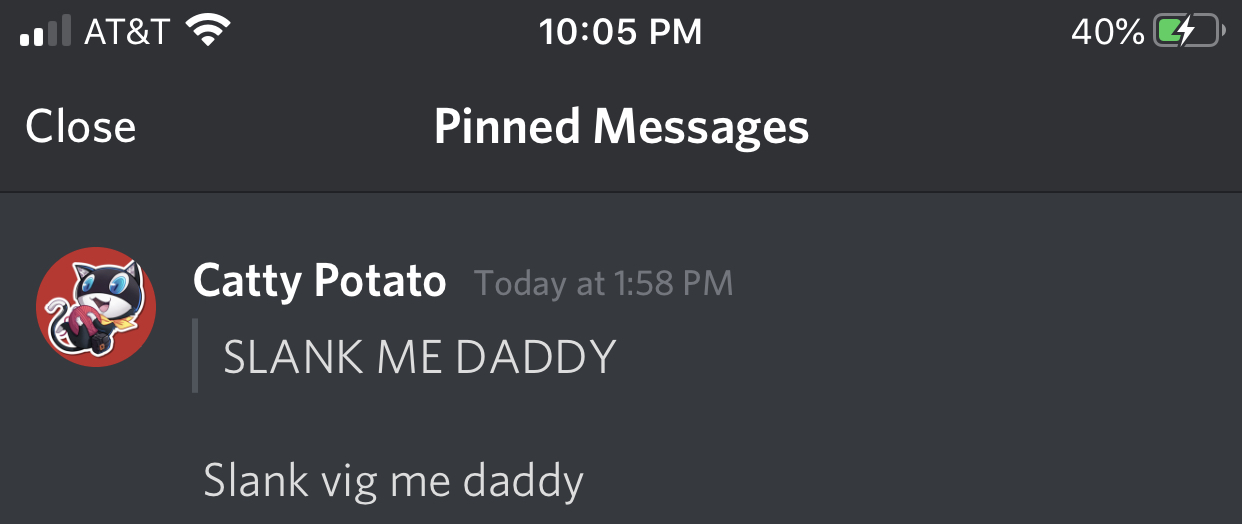 AT&T 10:05 PM 40%
Close Pinned Messages
Catty Potato Today at 1:58 PM
SLANK ME DADDY
Slank vig me daddy